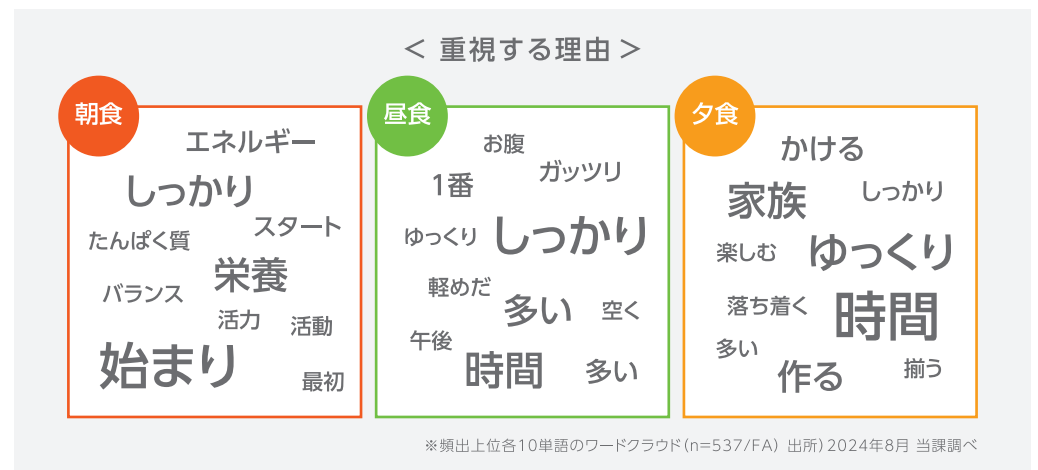 ＜ 重視する理由 ＞
朝食
エネルギー
しっかり
スタート
たんぱく質
栄養
バランス
活力
活動
始まり
最初
昼食
お腹
ガッツリ
1番
しっかり
ゆっくり
軽めだ
多い
空く
午後
時間
多い
夕食
かける
しっかり
家族
ゆっくり
楽しむ
時間
落ち着く
多い
揃う
作る
※頻出上位各10単語のワードクラウド（n=537/FA） 出所）2024年8月 当課調べ